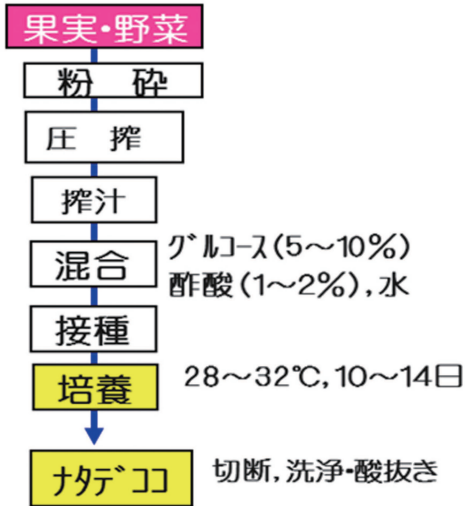 果実・野菜
粉 砕
圧 搾
搾汁
混合
グルコース(5～10%)
酢酸(1～2%),水
接種
培養
28～32℃,10～14日
ナタデココ
切断,洗浄・酸抜き